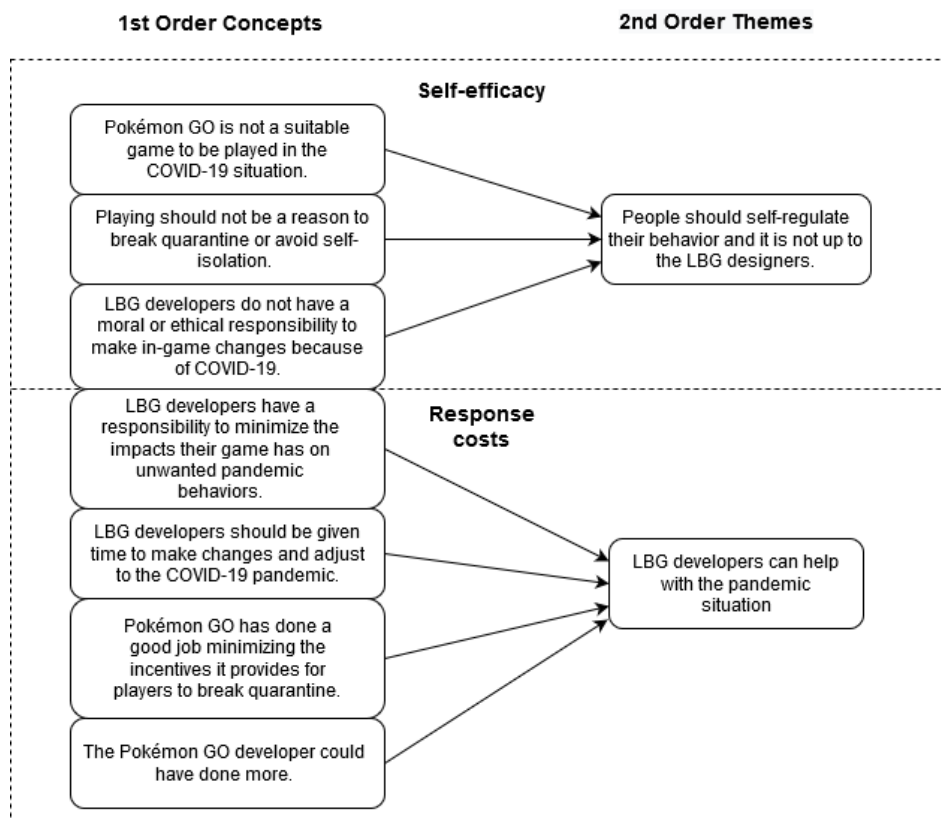 1st Order Concepts
2nd Order Themes
Self-efficacy
Pokémon GO is not a suitable
game to be played in the
COVID-19 situation.
Playing should not be a reason to
break quarantine or avoid self-
isolation.
LBG developers do not have a
moral or ethical responsibility to
make in-game changes because
of COVID-19.
People should self-regulate
their behavior and it is not up to
the LBG designers.
Response
costs
LBG developers have a
responsibility to minimize the
impacts their game has on
unwanted pandemic
behaviors.
LBG developers should be given
time to make changes and adjust
to the COVID-19 pandemic.
Pokémon GO has done a
good job minimizing the
incentives it provides for
players to break quarantine.
The Pokémon GO developer could
have done more.
LBG developers can help
with the pandemic
situation